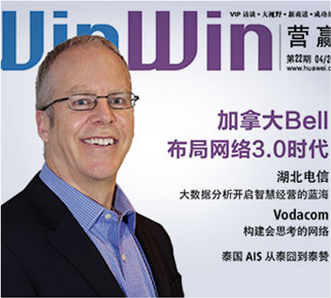 VIP 访谈 • 大视野 • 新商道 • 成功
WinWin 营赢
第22期 04/20
www.huawei.c
加拿大Bell
布局网络3.0时代
湖北电信
大数据分析开启智慧经营的蓝海
Vodacom
构建会思考的网络
泰国 AIS 从泰囧到泰赞